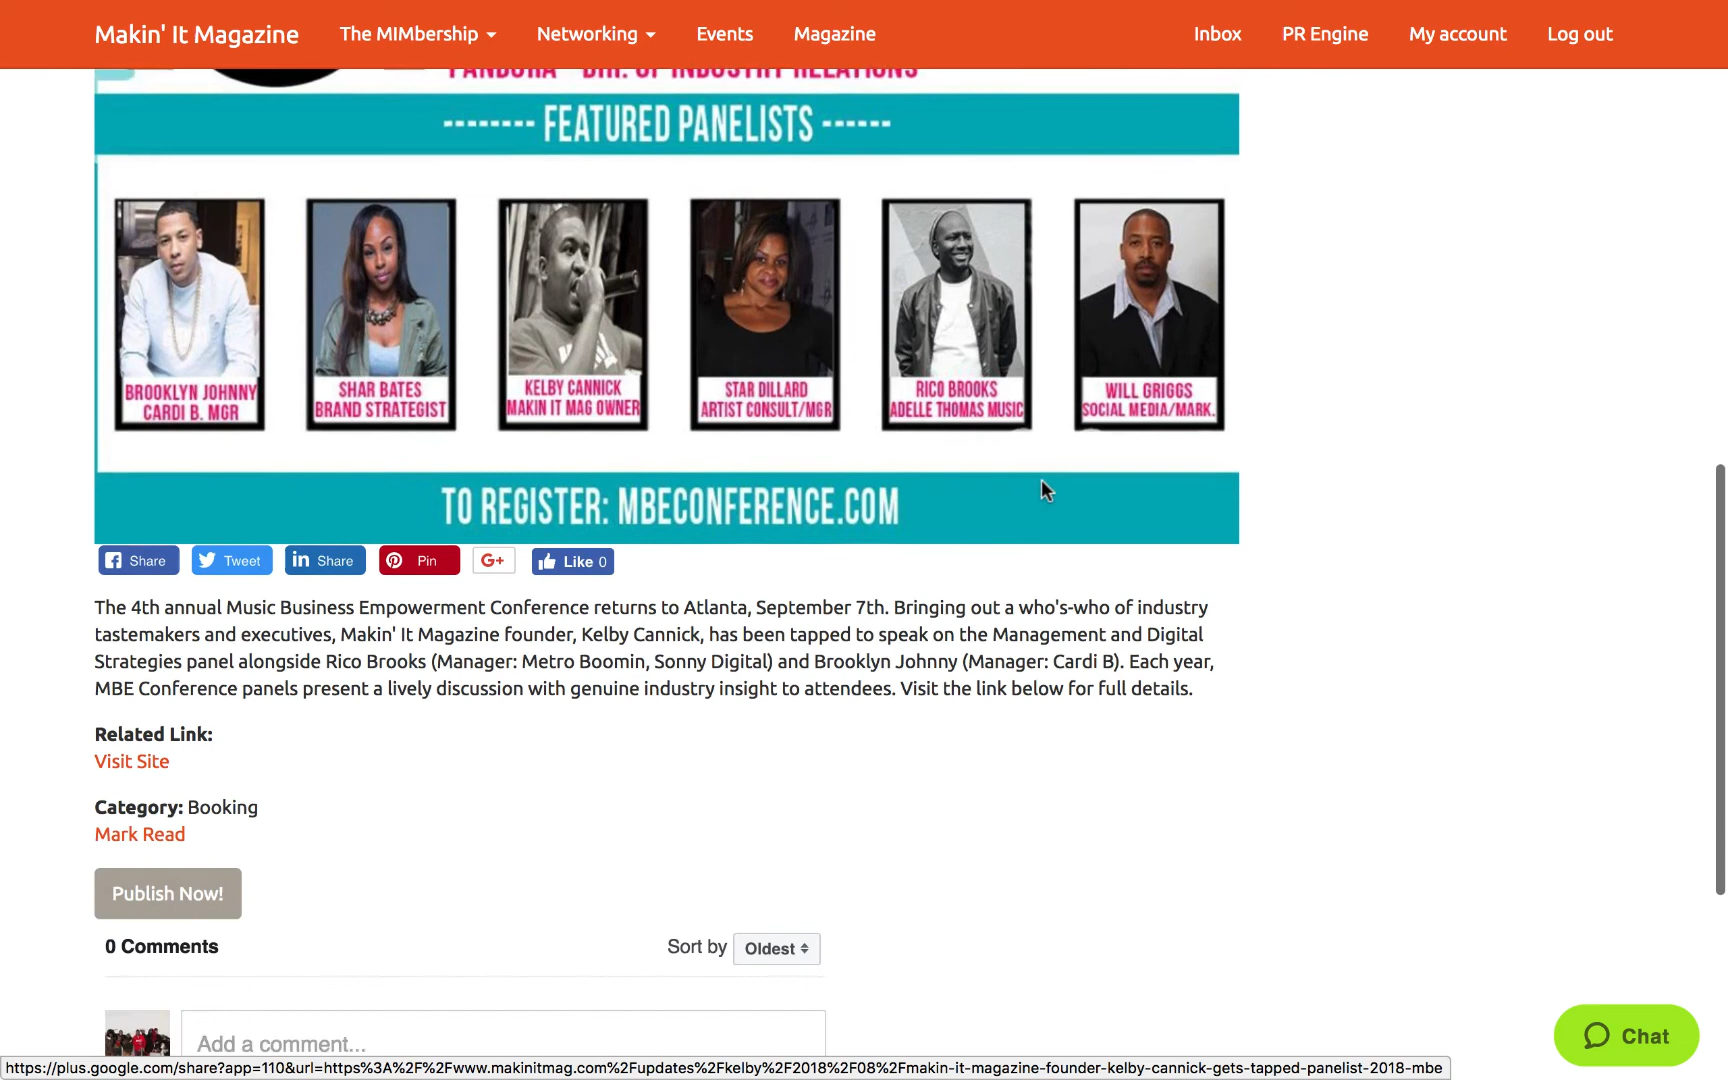 Makin' It Magazine The MIMbership Networking Events Magazine Inbox PR Engine My account Log out
PANDORA - DIR. OF INDUSTRY RELATIONS
-------- FEATURED PANELISTS ------
BROOKLYN JOHNNY
CARDI B. MGR
SHAR BATES
BRAND STRATEGIST
KELBY CANNICK
MAKIN IT MAG OWNER
STAR DILLARD
ARTIST CONSULT/MGR
RICO BROOKS
ADELLE THOMAS MUSIC
WILL GRIGGS
SOCIAL MEDIA/MARK.
TO REGISTER: MBECONFERENCE.COM
Share Tweet in Share Pin G+ Like 0
The 4th annual Music Business Empowerment Conference returns to Atlanta, September 7th. Bringing out a who's-who of industry
tastemakers and executives, Makin' It Magazine founder, Kelby Cannick, has been tapped to speak on the Management and Digital
Strategies panel alongside Rico Brooks (Manager: Metro Boomin, Sonny Digital) and Brooklyn Johnny (Manager: Cardi B). Each year,
MBE Conference panels present a lively discussion with genuine industry insight to attendees. Visit the link below for full details.
Related Link:
Visit Site
Category: Booking
Mark Read
Publish Now!
0 Comments Sort by Oldest
Add a comment...
Chat
https://plus.google.com/share?app=110&url=https%3A%2F%2Fwww.makinitmag.com%2Fupdates%2Fkelby%2F2018%2F08%2Fmakin-it-magazine-founder-kelby-cannick-gets-tapped-panelist-2018-mbe